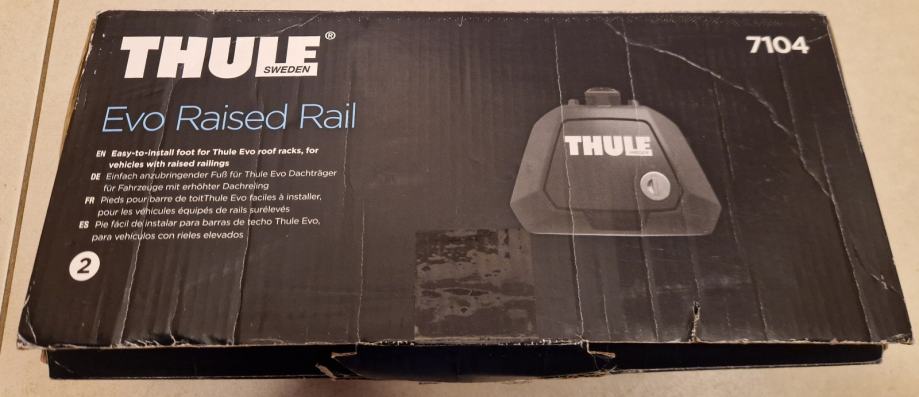 THULE®
SWEDEN
7104
Evo Raised Rail
EN Easy-to-install foot for Thule Evo roof racks, for
vehicles with raised railings
DE Einfach anzubringender Fuß für Thule Evo Dachträger
für Fahrzeuge mit erhöhter Dachreling
FR Pieds pour barre de toitThule Evo faciles à installer,
pour les véhicules équipés de rails surélevés
ES Pie fácil de instalar para barras de techo Thule Evo,
para vehículos con rieles elevados
2
THULE
SWEDEN